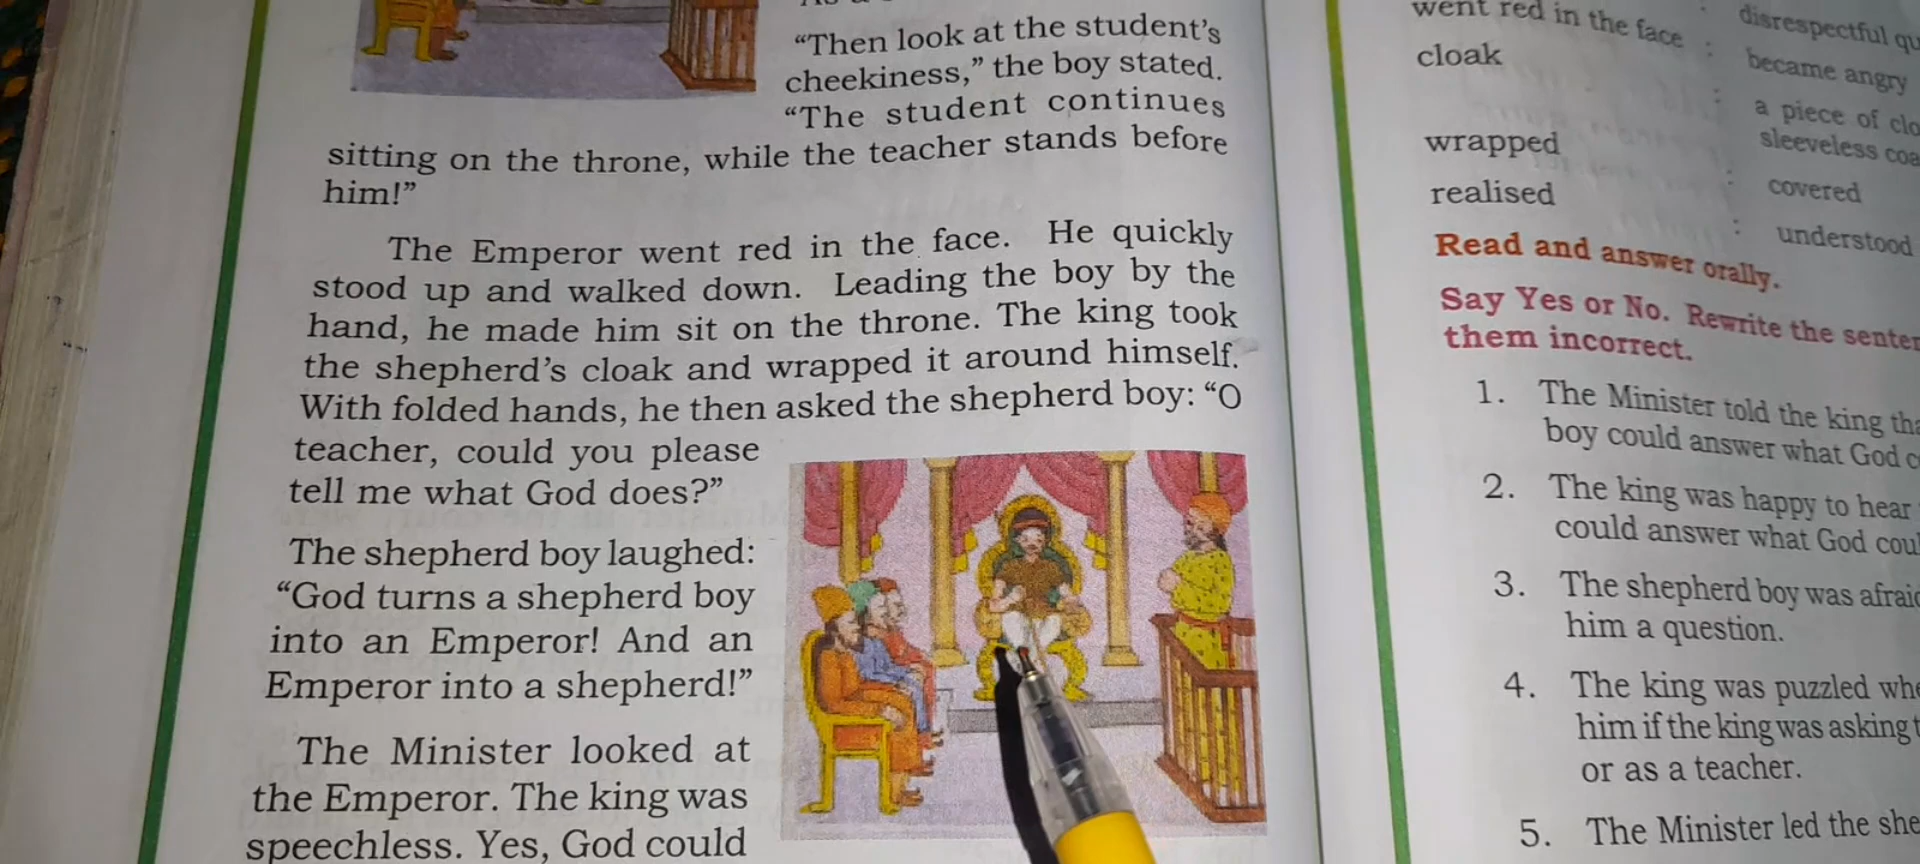 "Then look at the student's
cheekiness," the boy stated.
"The student continues
sitting on the throne, while the teacher stands before
him!"
The Emperor went red in the face. He quickly
stood up and walked down. Leading the boy by the
hand, he made him sit on the throne. The king took
the shepherd's cloak and wrapped it around himself.
With folded hands, he then asked the shepherd boy: "O
teacher, could you please
tell me what God does?"
The shepherd boy laughed:
"God turns a shepherd boy
into an Emperor! And an
Emperor into a shepherd!"
The Minister looked at
the Emperor. The king was
speechless. Yes, God could
: disrespectful
went red in the face : became angry
cloak : a piece of
sleeveless
wrapped : covered
realised : understood
Read and answer orally.
Say Yes or No. Rewrite the
them incorrect.
1. The Minister told the king
boy could answer what God
2. The king was happy to hear
could answer what God
3. The shepherd boy was
him a question.
4. The king was puzzled
him if the king was asking
or as a teacher.
5. The Minister led the